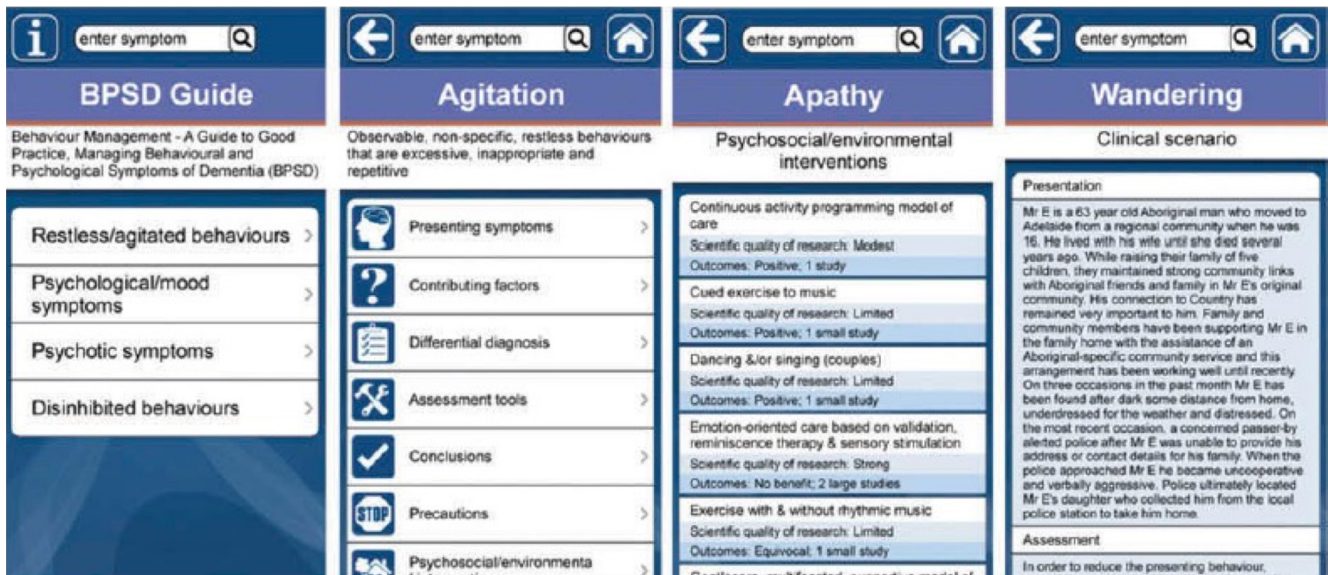 enter symptom
BPSD Guide
Behaviour Management - A Guide to Good
Practice, Managing Behavioural and
Psychological Symptoms of Dementia (BPSD)
Restless/agitated behaviours
Psychological/mood
symptoms
Psychotic symptoms
Disinhibited behaviours
enter symptom
Agitation
Observable, non-specific, restless behaviours
that are excessive, inappropriate and
repetitive
Presenting symptoms
Contributing factors
Differential diagnosis
Assessment tools
Conclusions
STOP
Precautions
Psychosocial/environmenta
enter symptom
Apathy
Psychosocial/environmental
interventions
Continuous activity programming model of
care
Scientific quality of research: Modest
Outcomes: Positive; 1 study
Cued exercise to music
Scientific quality of research: Limited
Outcomes: Positive; 1 small study
Dancing &/or singing (couples)
Scientific quality of research: Limited
Outcomes: Positive; 1 small study
Emotion-oriented care based on validation,
reminiscence therapy & sensory stimulation
Scientific quality of research: Strong
Outcomes: No benefit; 2 large studies
Exercise with & without rhythmic music
Scientific quality of research: Limited
Outcomes: Equivocal; 1 small study
enter symptom
Wandering
Clinical scenario
Presentation
Mr E is a 63 year old Aboriginal man who moved to
Adelaide from a regional community when he was
16. He lived with his wife until she died several
years ago. While raising their family of five
children, they maintained strong community links
with Aboriginal friends and family in Mr E's original
community. His connection to Country has
remained very important to him. Family and
community members have been supporting Mr E in
the family home with the assistance of an
Aboriginal-specific community service and this
arrangement has been working well until recently.
On three occasions in the past month Mr E has
been found after dark some distance from home,
underdressed for the weather and distressed. On
the most recent occasion, a concerned passer-by
alerted police after Mr E was unable to provide his
address or contact details for his family. When the
police approached Mr E he became uncooperative
and verbally aggressive. Police ultimately located
Mr E's daughter who collected him from the local
police station to take him home.
Assessment
In order to reduce the presenting behaviour,